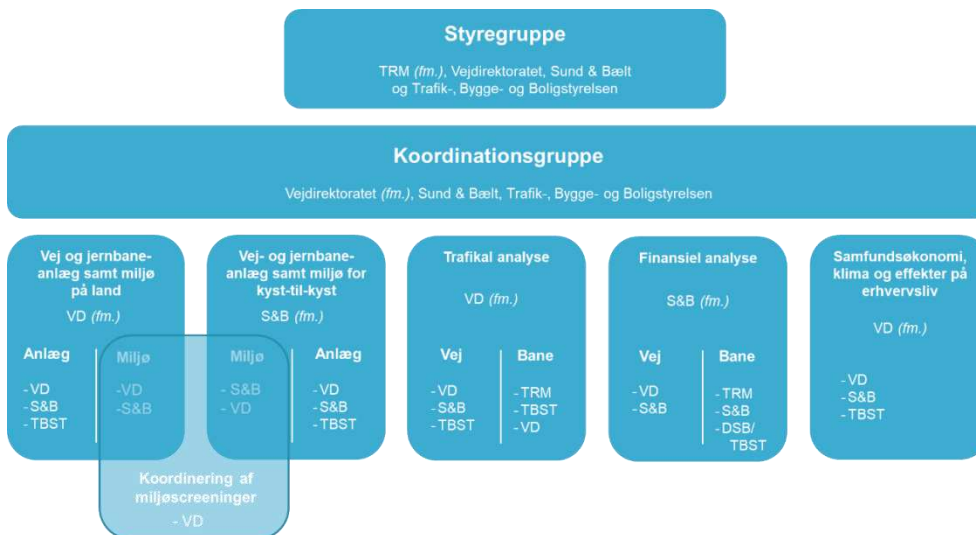 Styregruppe
TRM (fm.), Vejdirektoratet, Sund & Bælt
og Trafik-, Bygge- og Boligstyrelsen
Koordinationsgruppe
Vejdirektoratet (fm.), Sund & Bælt, Trafik-, Bygge- og Boligstyrelsen
Vej og jernbane-
anlæg samt miljø
på land
VD (fm.)
Anlæg
- VD
- S&B
- TBST
Miljø
- VD
- S&B
Vej- og jernbane-
anlæg samt miljø for
kyst-til-kyst
S&B (fm.)
Miljø
- S&B
- VD
Anlæg
- VD
- S&B
- TBST
Koordinering af
miljøscreeninger
- VD
Trafikal analyse
VD (fm.)
Vej
- VD
- S&B
- TBST
Bane
- TRM
- TBST
- VD
Finansiel analyse
S&B (fm.)
Vej
- VD
- S&B
Bane
- TRM
- S&B
- DSB/
TBST
Samfundsøkonomi,
klima og effekter på
erhvervsliv
VD (fm.)
- VD
- S&B
- TBST